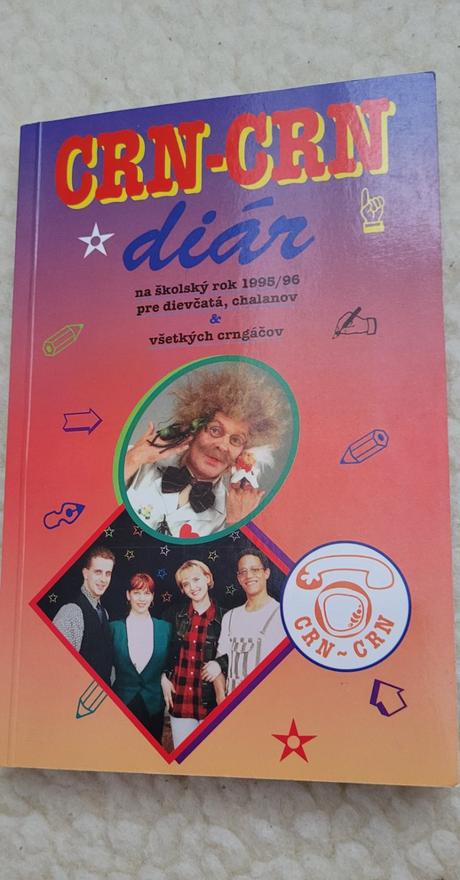 CRN-CRN
diár
na školský rok 1995/96
pre dievčatá, chalanov
&
všetkých crngáčov
CRN~CRN